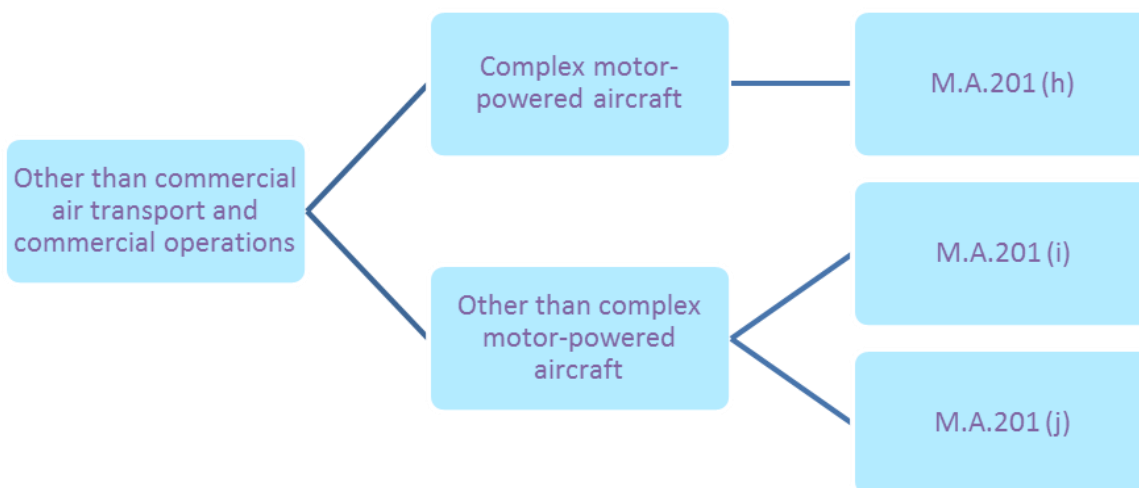 Complex motor-
powered aircraft
M.A.201 (h)
Other than commercial
air transport and
commercial operations
M.A.201 (i)
Other than complex
motor-powered
aircraft
M.A.201 (j)